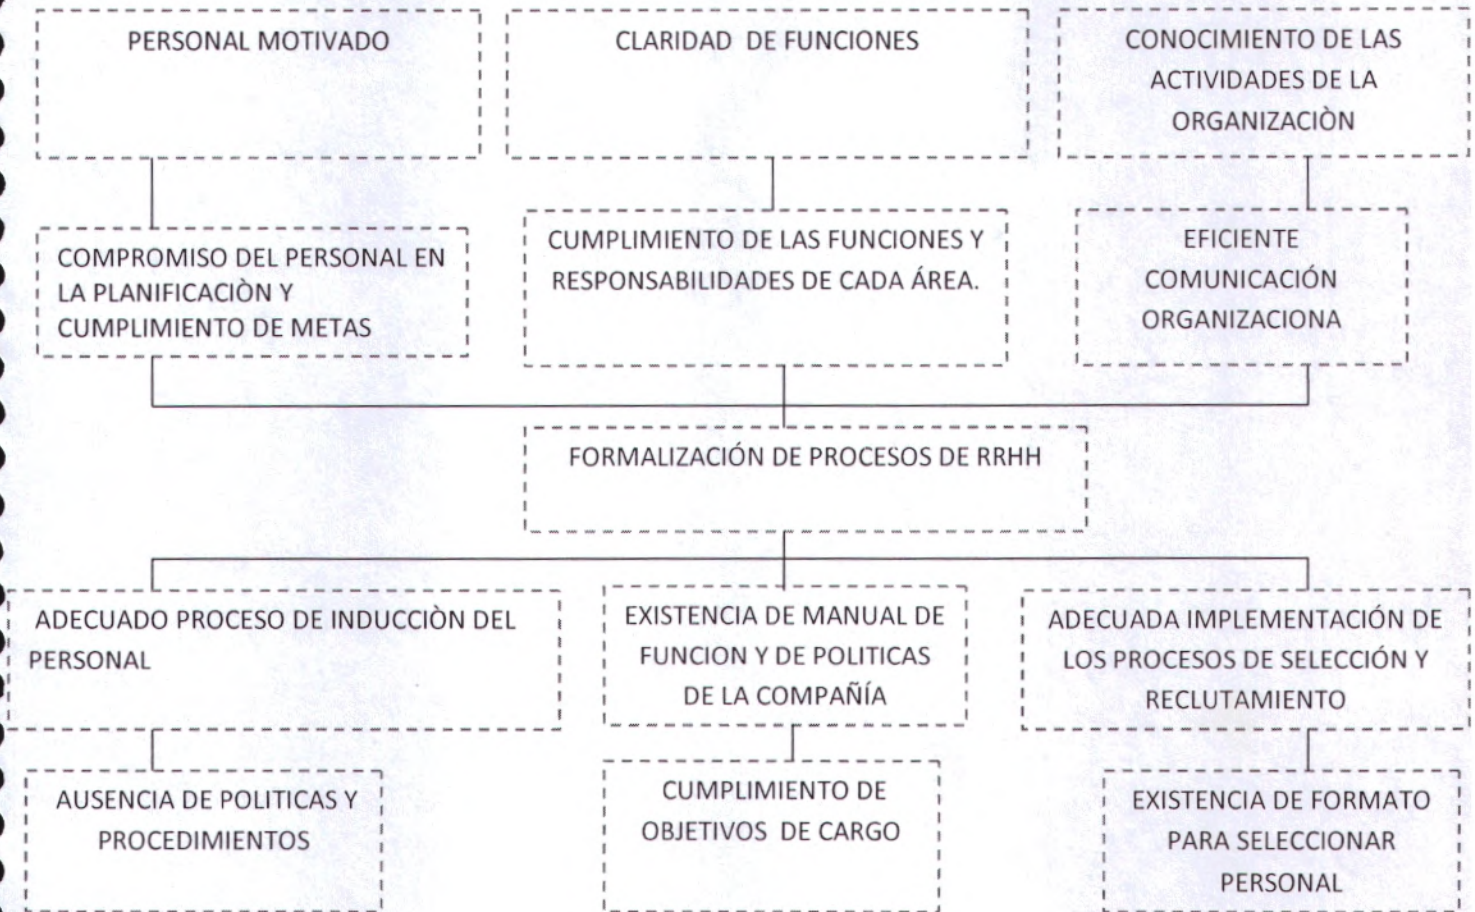 PERSONAL MOTIVADO
CLARIDAD DE FUNCIONES
CONOCIMIENTO DE LAS
ACTIVIDADES DE LA
ORGANIZACIÒN
COMPROMISO DEL PERSONAL EN
LA PLANIFICACIÒN Y
CUMPLIMIENTO DE METAS
CUMPLIMIENTO DE LAS FUNCIONES Y
RESPONSABILIDADES DE CADA ÁREA.
EFICIENTE
COMUNICACIÓN
ORGANIZACIONA
FORMALIZACIÓN DE PROCESOS DE RRHH
ADECUADO PROCESO DE INDUCCIÒN DEL
PERSONAL
EXISTENCIA DE MANUAL DE
FUNCION Y DE POLITICAS
DE LA COMPAÑÍA
ADECUADA IMPLEMENTACIÓN DE
LOS PROCESOS DE SELECCIÓN Y
RECLUTAMIENTO
AUSENCIA DE POLITICAS Y
PROCEDIMIENTOS
CUMPLIMIENTO DE
OBJETIVOS DE CARGO
EXISTENCIA DE FORMATO
PARA SELECCIONAR
PERSONAL